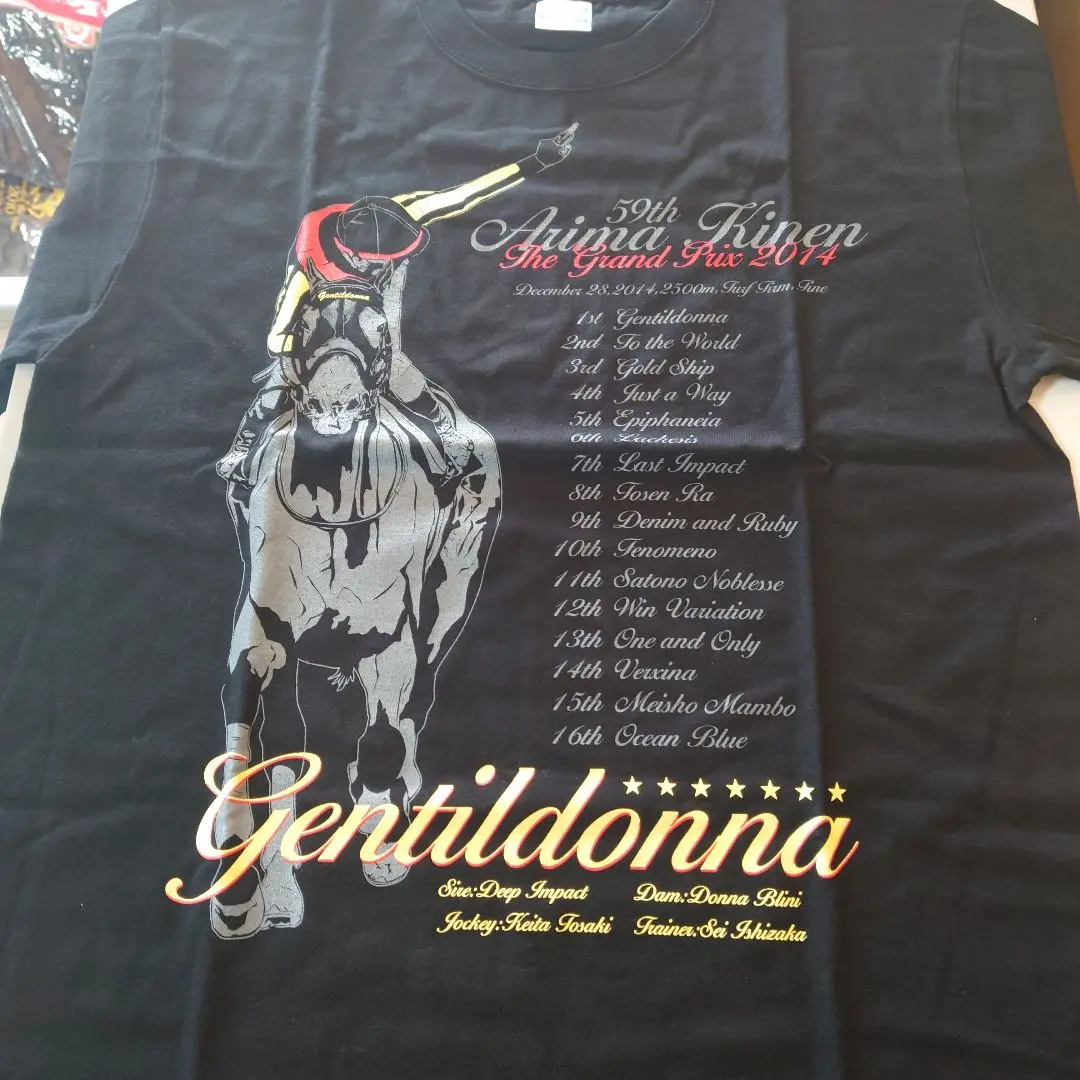 59th
Arima Kinen
The Grand Prix 2014
December 28,2014,2500m,Turf Firm,Fine
1st Gentildonna
2nd To the World
3rd Gold Ship
4th Just a Way
5th Epiphaneia
6th Lachesis
7th Last Impact
8th Tosen Ra
9th Denim and Ruby
10th Fenomeno
11th Satono Noblesse
12th Win Variation
13th One and Only
14th Verxina
15th Meisho Mambo
16th Ocean Blue
Gentildonna
Gentildonna
Sire:Deep Impact Dam:Donna Blini
Jockey:Keita Tosaki Trainer:Sei Ishizaka